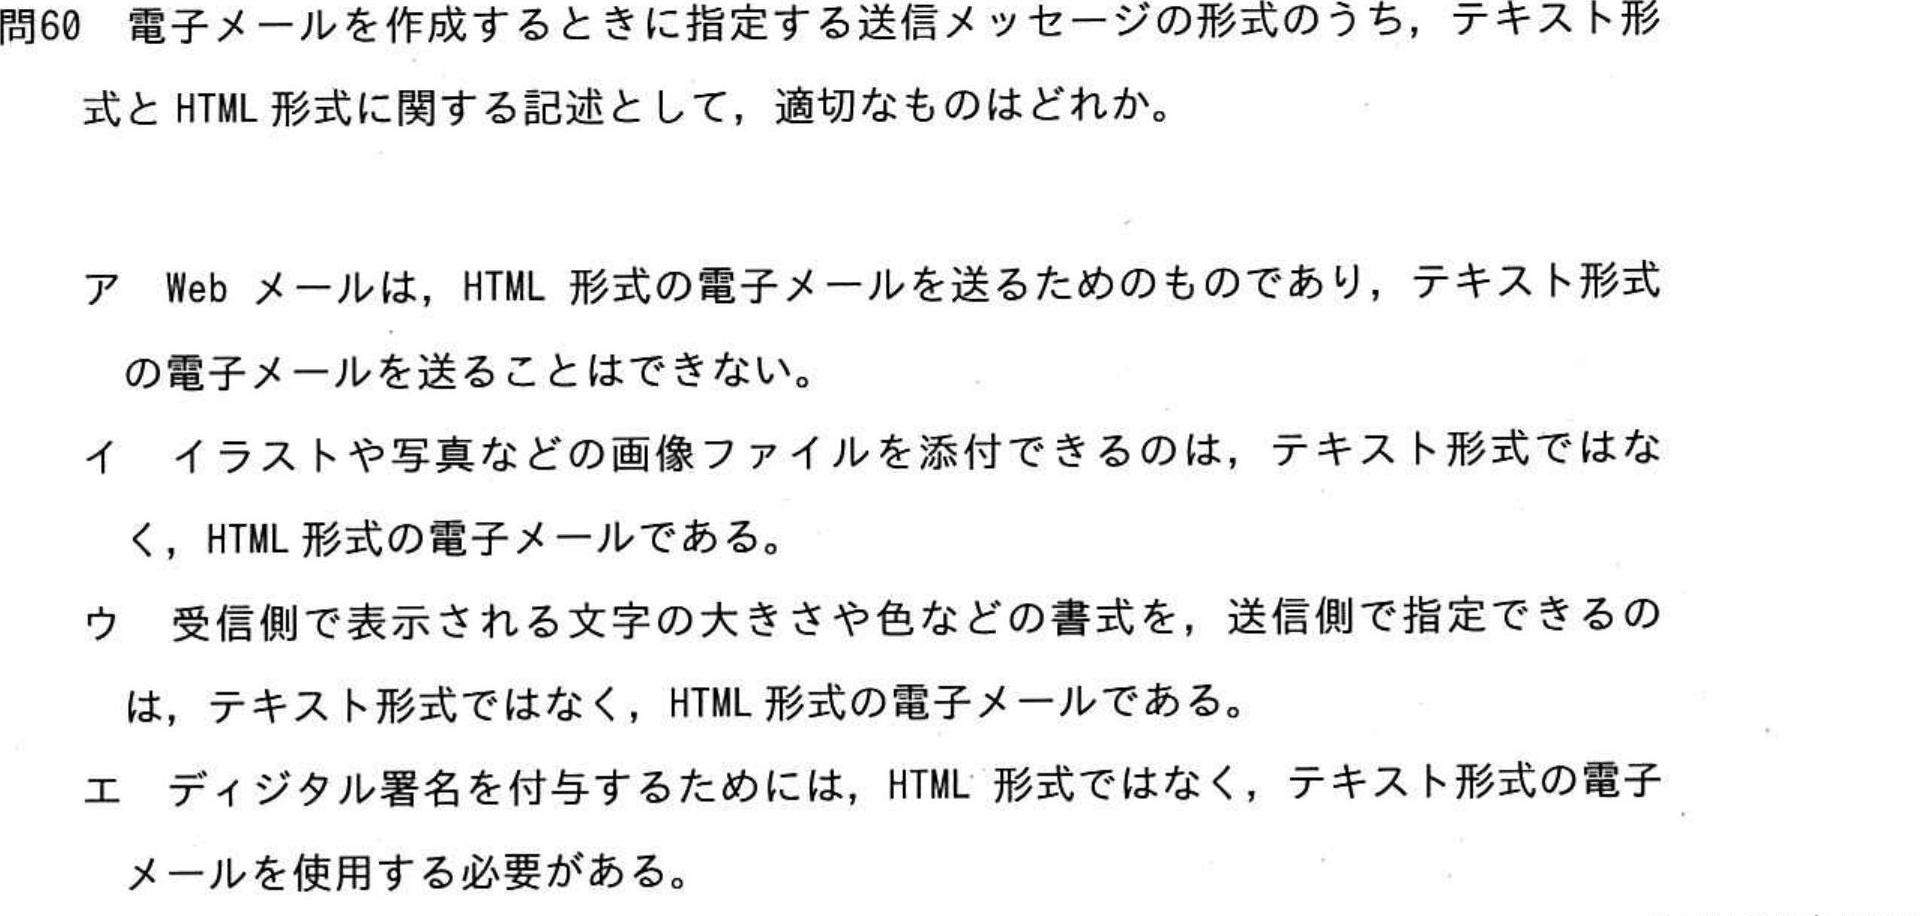 問60 電子メールを作成するときに指定する送信メッセージの形式のうち，テキスト形
式と HTML 形式に関する記述として，適切なものはどれか。
ア Web メールは，HTML 形式の電子メールを送るためのものであり，テキスト形式
の電子メールを送ることはできない。
イ イラストや写真などの画像ファイルを添付できるのは，テキスト形式ではな
く，HTML 形式の電子メールである。
ウ 受信側で表示される文字の大きさや色などの書式を，送信側で指定できるの
は，テキスト形式ではなく，HTML 形式の電子メールである。
エ ディジタル署名を付与するためには，HTML 形式ではなく，テキスト形式の電子
メールを使用する必要がある。